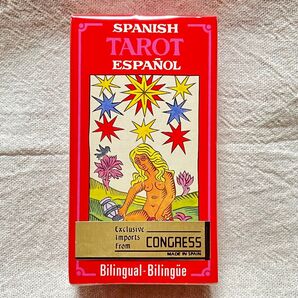 SPANISH
TAROT
ESPAÑOL
Exclusive
imports
from
CONGRESS
MADE IN SPAIN
Bilingual-Bilingüe